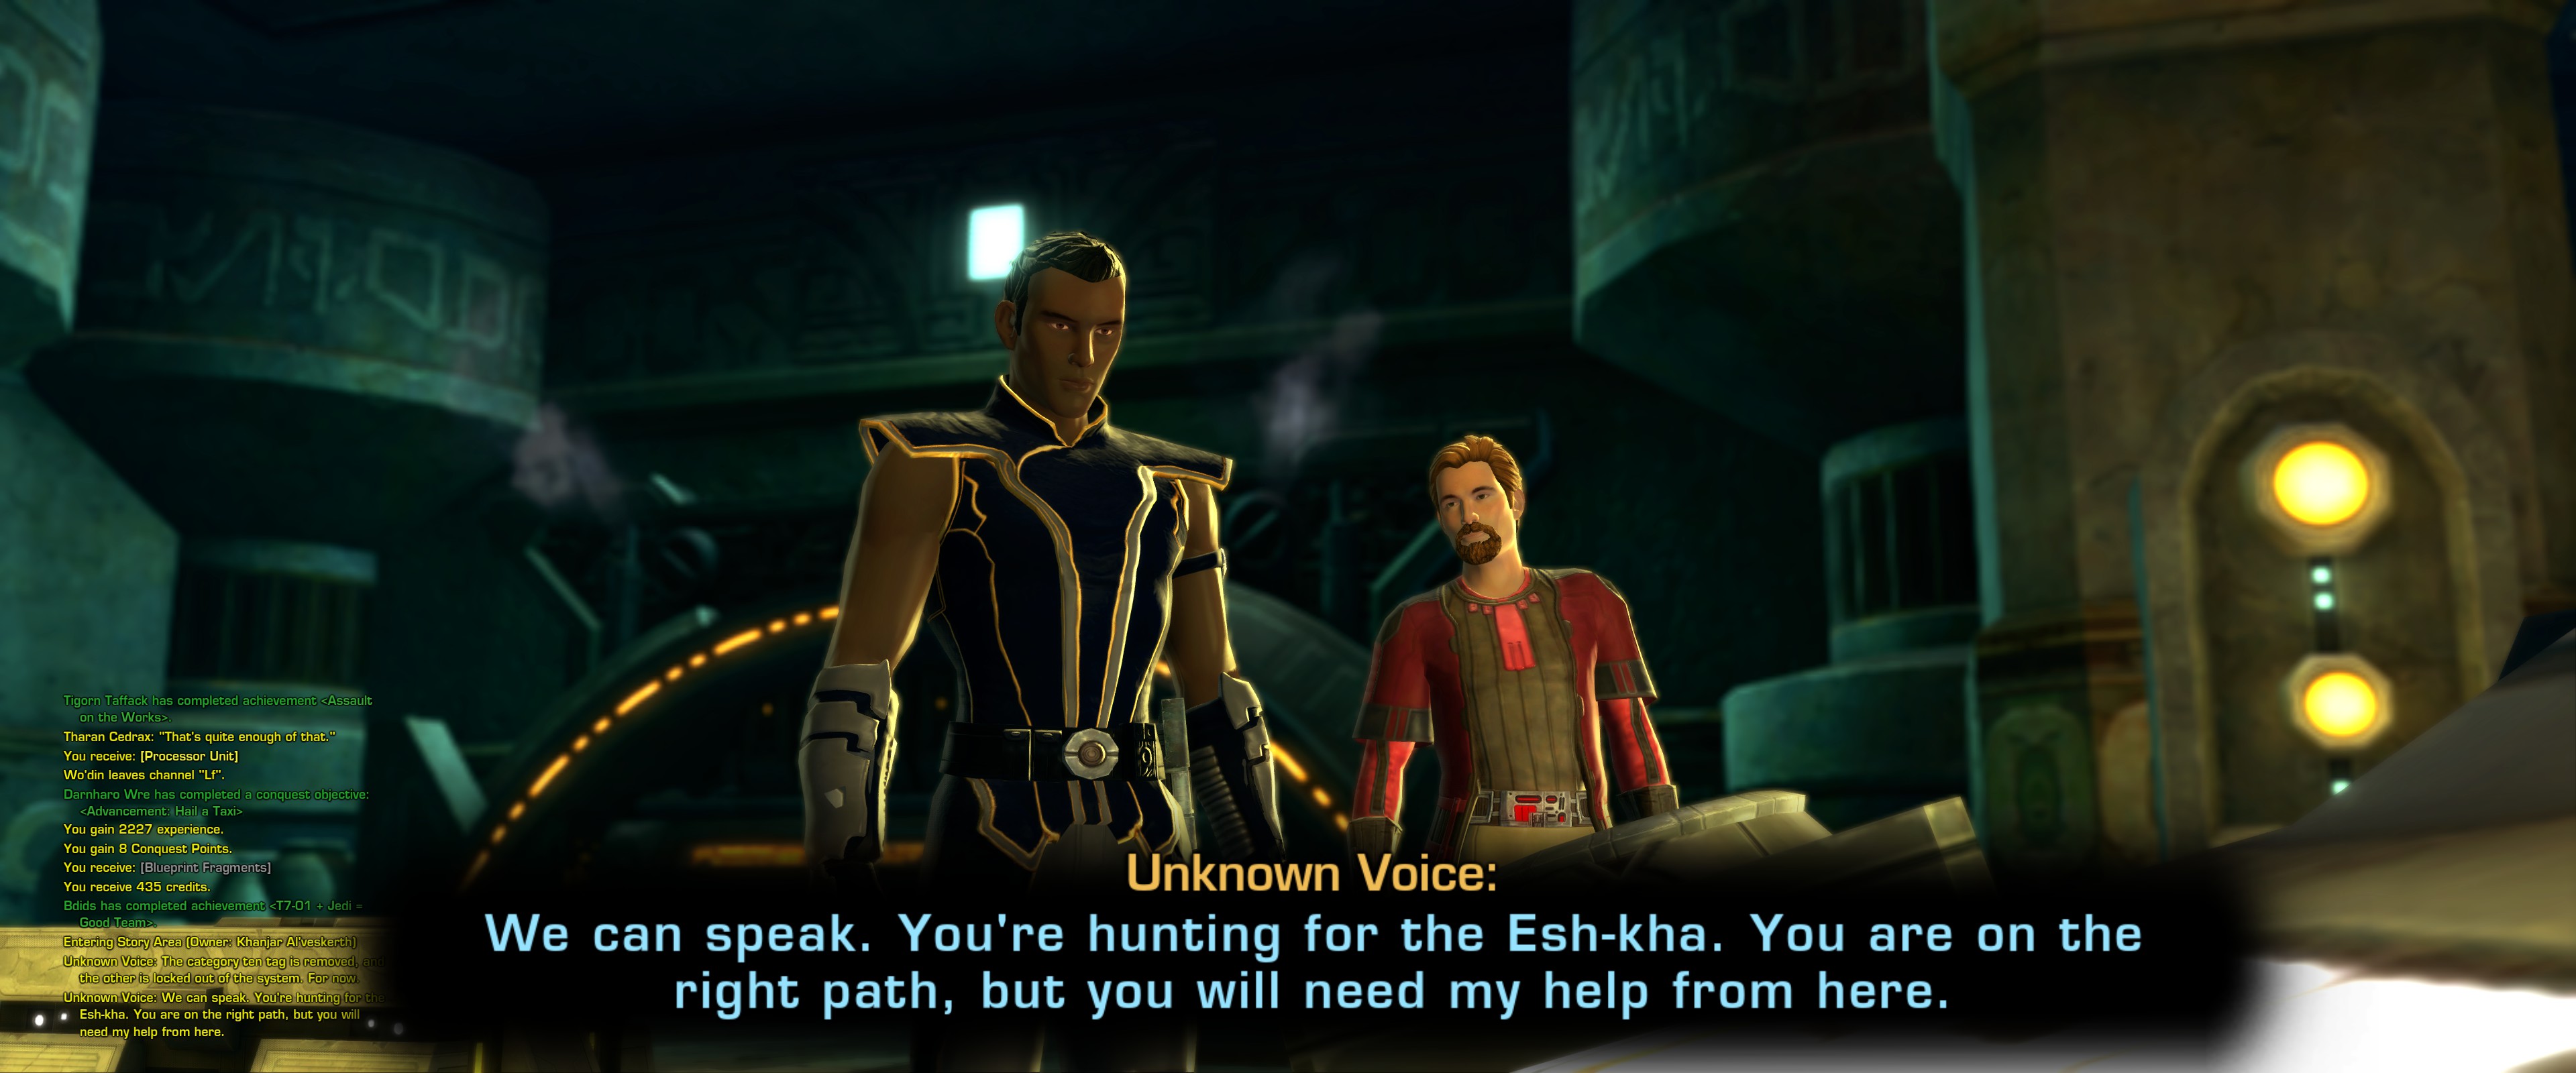 Tigorn Taffack has completed achievement <Assault
on the Works>.
Tharan Cedrax: "That's quite enough of that."
You receive: [Processor Unit]
Wo'din leaves channel "Lf".
Darnharo Wre has completed a conquest objective:
<Advancement: Hail a Taxi>
You gain 2227 experience.
You gain 8 Conquest Points.
You receive: [Blueprint Fragments]
You receive 435 credits.
Bdids has completed achievement <T7-01 + Jedi =
Good Team>.
Entering Story Area (Owner: Khanjar Al'veskerth)
Unknown Voice: The category ten tag is removed, and
the other is locked out of the system. For now.
Unknown Voice: We can speak. You're hunting for the
Esh-kha. You are on the right path, but you will
need my help from here.
Unknown Voice:
We can speak. You're hunting for the Esh-kha. You are on the
right path, but you will need my help from here.